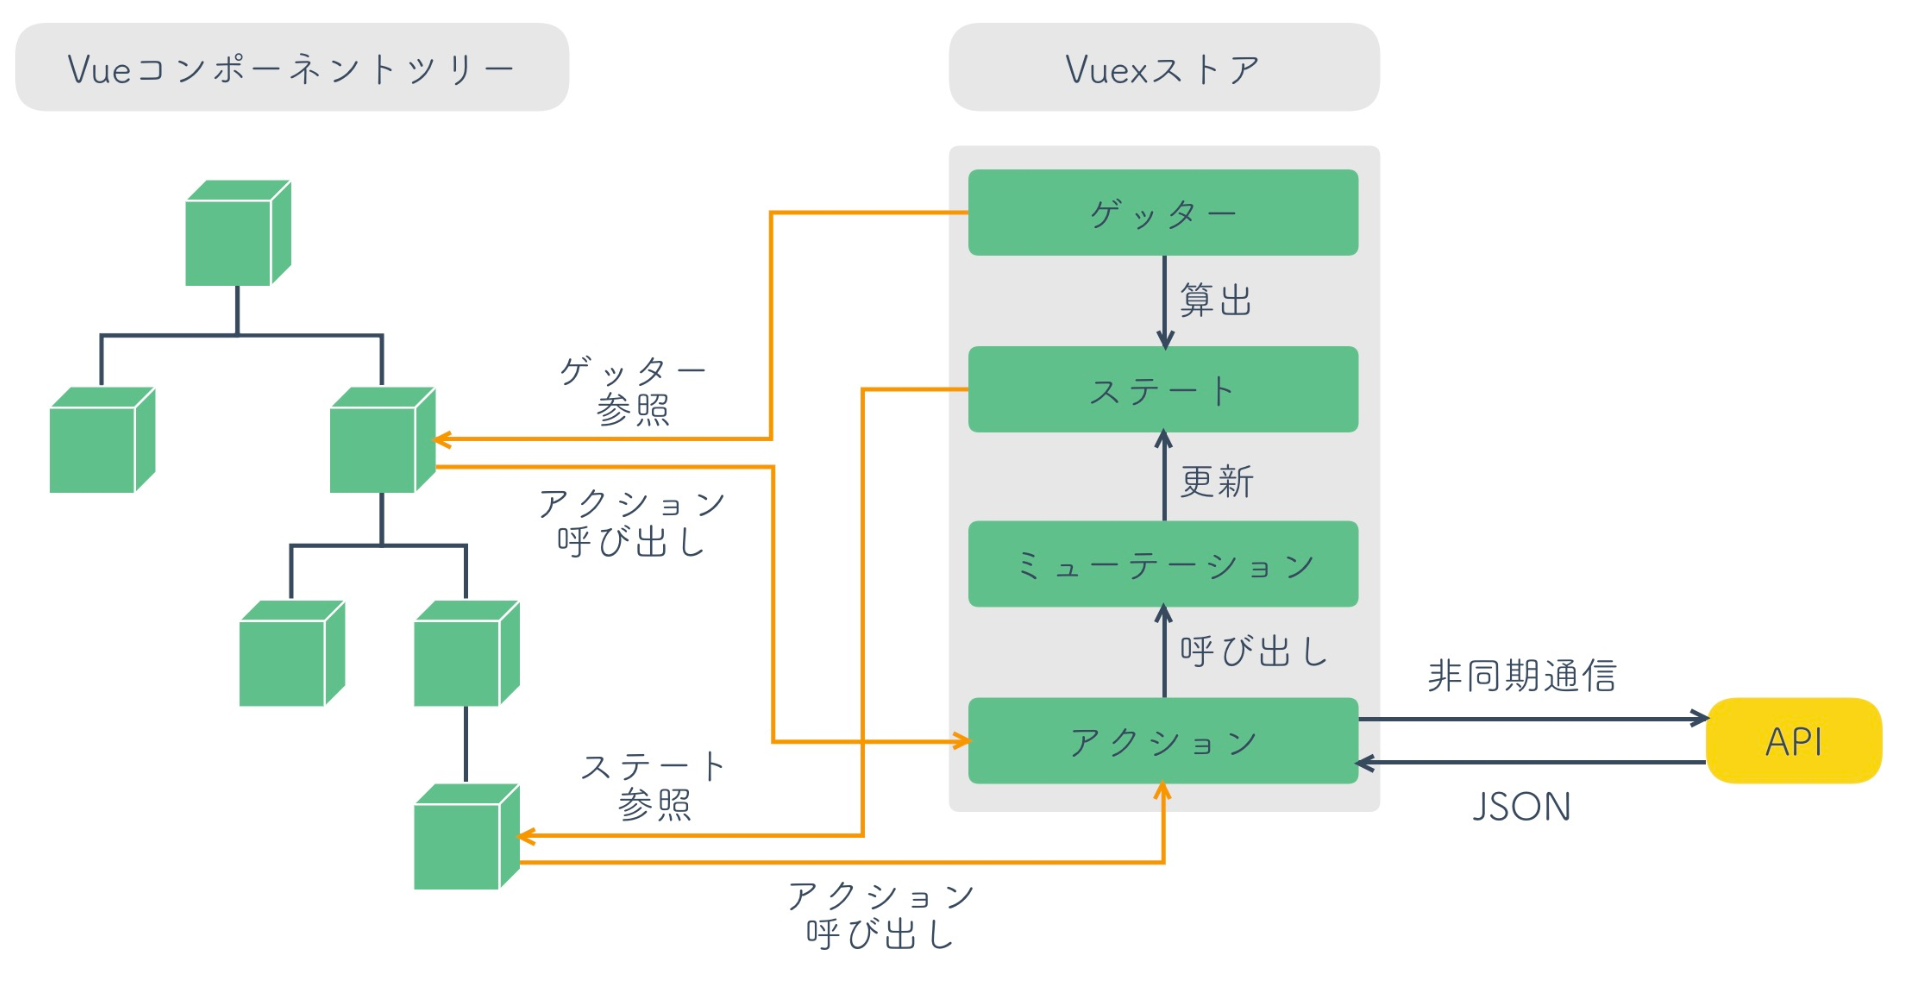 Vueコンポーネントツリー
Vuexストア
ゲッター
算出
ステート
更新
ミューテーション
呼び出し
アクション
ゲッター
参照
アクション
呼び出し
ステート
参照
アクション
呼び出し
非同期通信
API
JSON